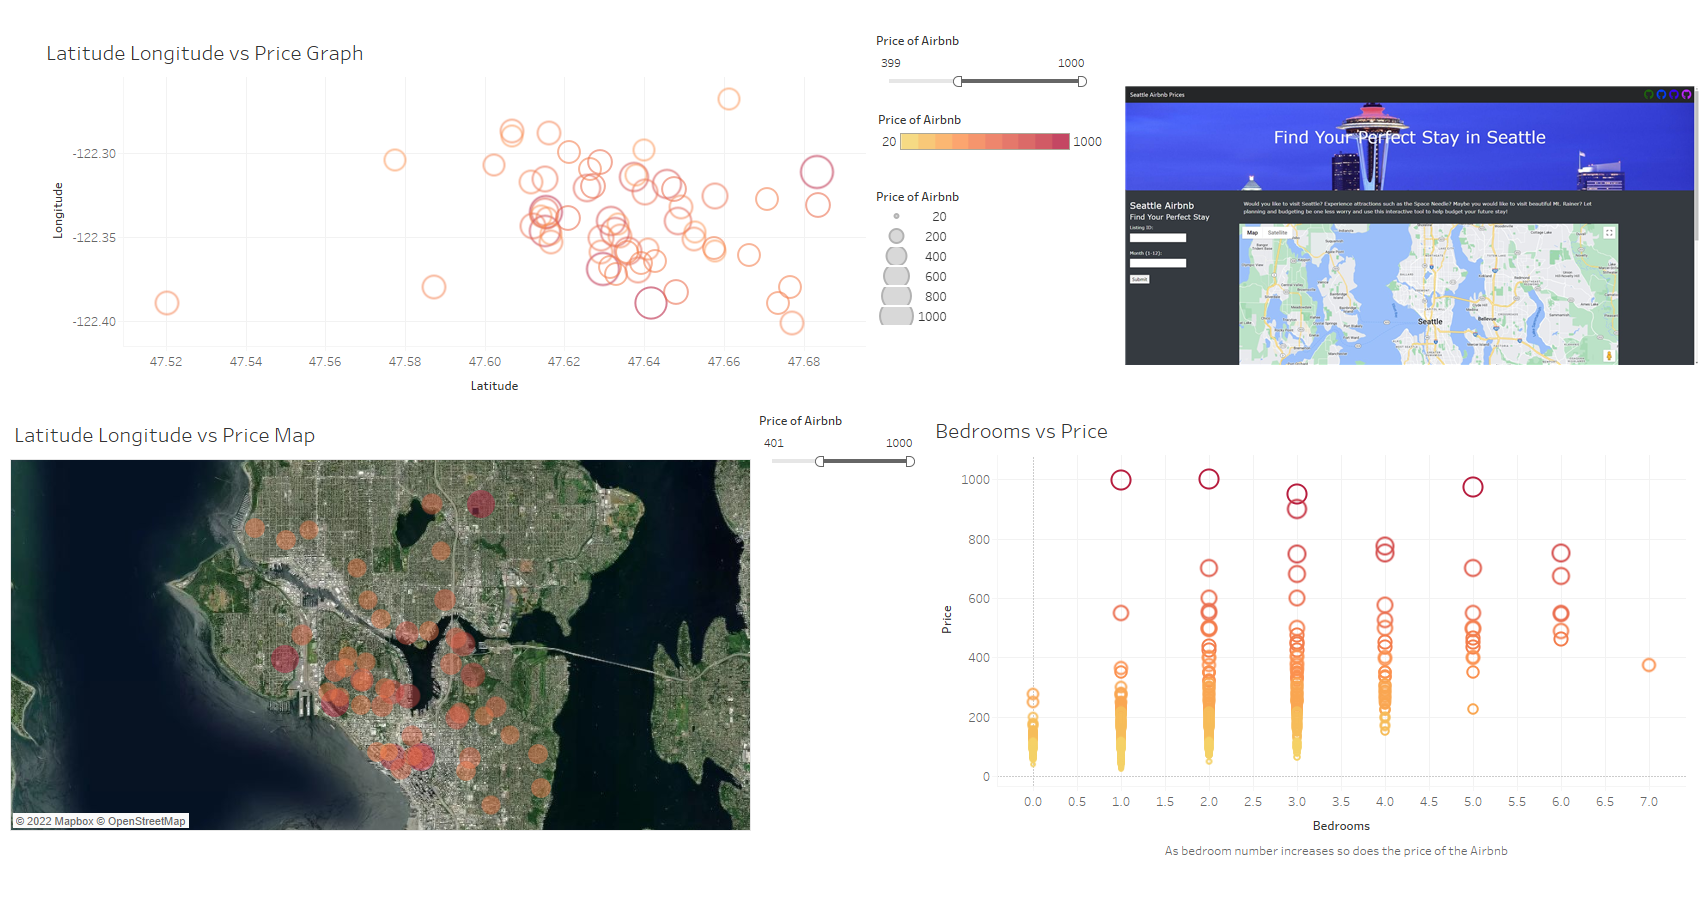 Latitude Longitude vs Price Graph
-122.30
-122.35
-122.40
Longitude
47.52 47.54 47.56 47.58 47.60 47.62 47.64 47.66 47.68
Latitude
Price of Airbnb
399 1000
Price of Airbnb
20 1000
Price of Airbnb
20
200
400
600
800
1000
Seattle Airbnb Prices
Find Your Perfect Stay in Seattle
Seattle Airbnb
Find Your Perfect Stay
Listing ID:
Month (1-12):
Submit
Would you like to visit Seattle? Experience attractions such as the Space Needle? Maybe you would like to visit beautiful Mt. Rainer? Let
planning and budgeting be one less worry and use this interactive tool to help budget your future stay!
Map Satellite
Seattle
Bellevue
Latitude Longitude vs Price Map
© 2022 Mapbox © OpenStreetMap
Price of Airbnb
401 1000
Bedrooms vs Price
1000
800
600
400
200
0
Price
0.0 0.5 1.0 1.5 2.0 2.5 3.0 3.5 4.0 4.5 5.0 5.5 6.0 6.5 7.0
Bedrooms
As bedroom number increases so does the price of the Airbnb